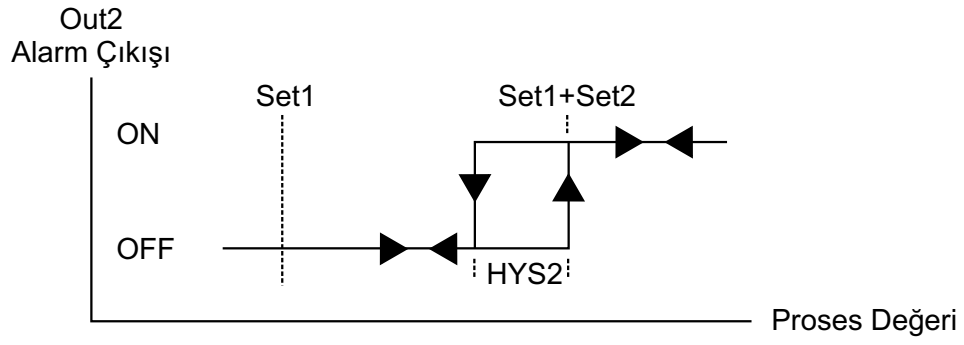 Out2
Alarm Çıkışı
Set1
Set1+Set2
ON
OFF
HYS2
Proses Değeri